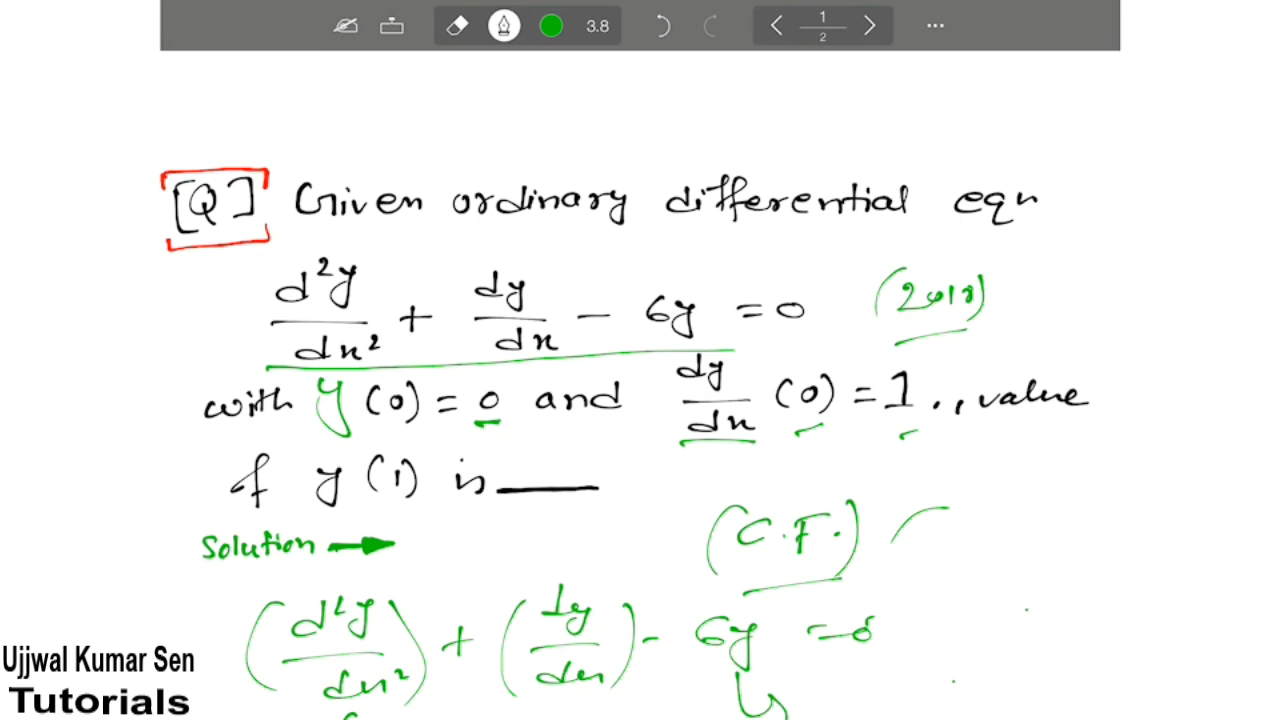 3.8
1
2
[Q] Given ordinary differential eqn
d²y/dx² + dy/dx - 6y = 0 (2018)
with y(0) = 0 and dy/dx (0) = 1 ., value
of y(1) is ____
Solution →
(C.F.)
(d²y/dx²) + (dy/dx) - 6y = 0
Ujjwal Kumar Sen
Tutorials